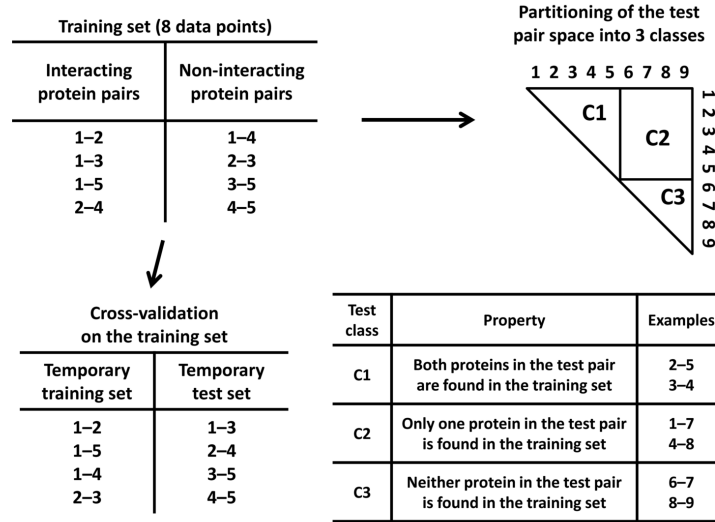 Training set (8 data points)
Interacting Non-interacting
protein pairs protein pairs
1–2 1–4
1–3 2–3
1–5 3–5
2–4 4–5
Partitioning of the test
pair space into 3 classes
1 2 3 4 5 6 7 8 9
C1
C2
C3
1 2 3 4 5 6 7 8 9
Cross-validation
on the training set
Temporary Temporary
training set test set
1–2 1–3
1–5 2–4
1–4 3–5
2–3 4–5
Test
class
Property
Examples
C1
Both proteins in the test pair
are found in the training set
2–5
3–4
C2
Only one protein in the test pair
is found in the training set
1–7
4–8
C3
Neither protein in the test pair
is found in the training set
6–7
8–9